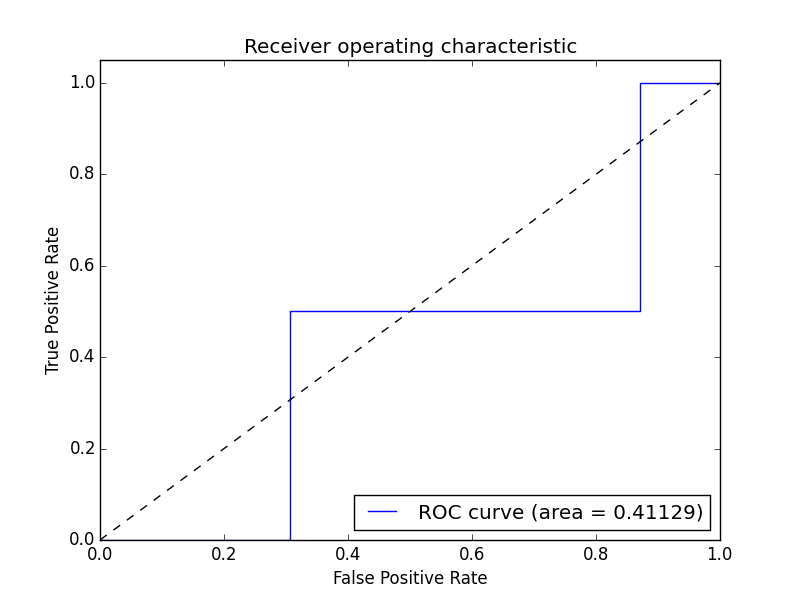 Receiver operating characteristic
1.0
0.8
0.6
0.4
0.2
0.0
True Positive Rate
ROC curve (area = 0.41129)
0.0 0.2 0.4 0.6 0.8 1.0
False Positive Rate